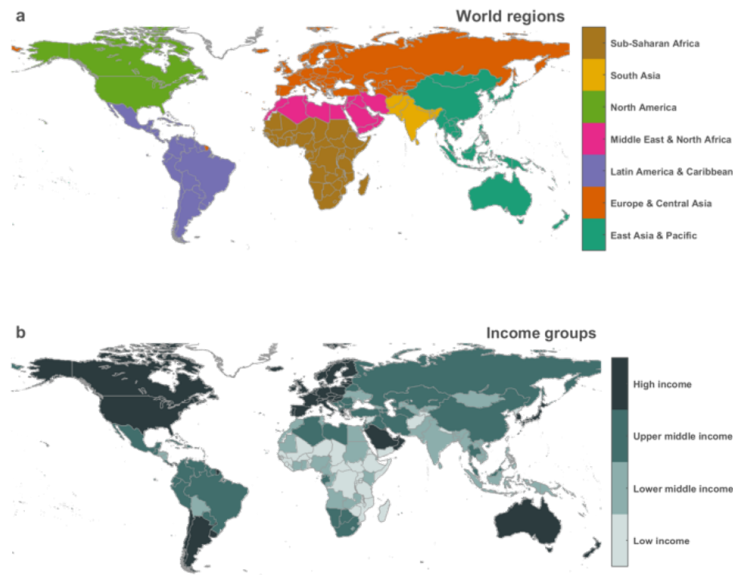 a
World regions
Sub-Saharan Africa
South Asia
North America
Middle East & North Africa
Latin America & Caribbean
Europe & Central Asia
East Asia & Pacific
b
Income groups
High income
Upper middle income
Lower middle income
Low income